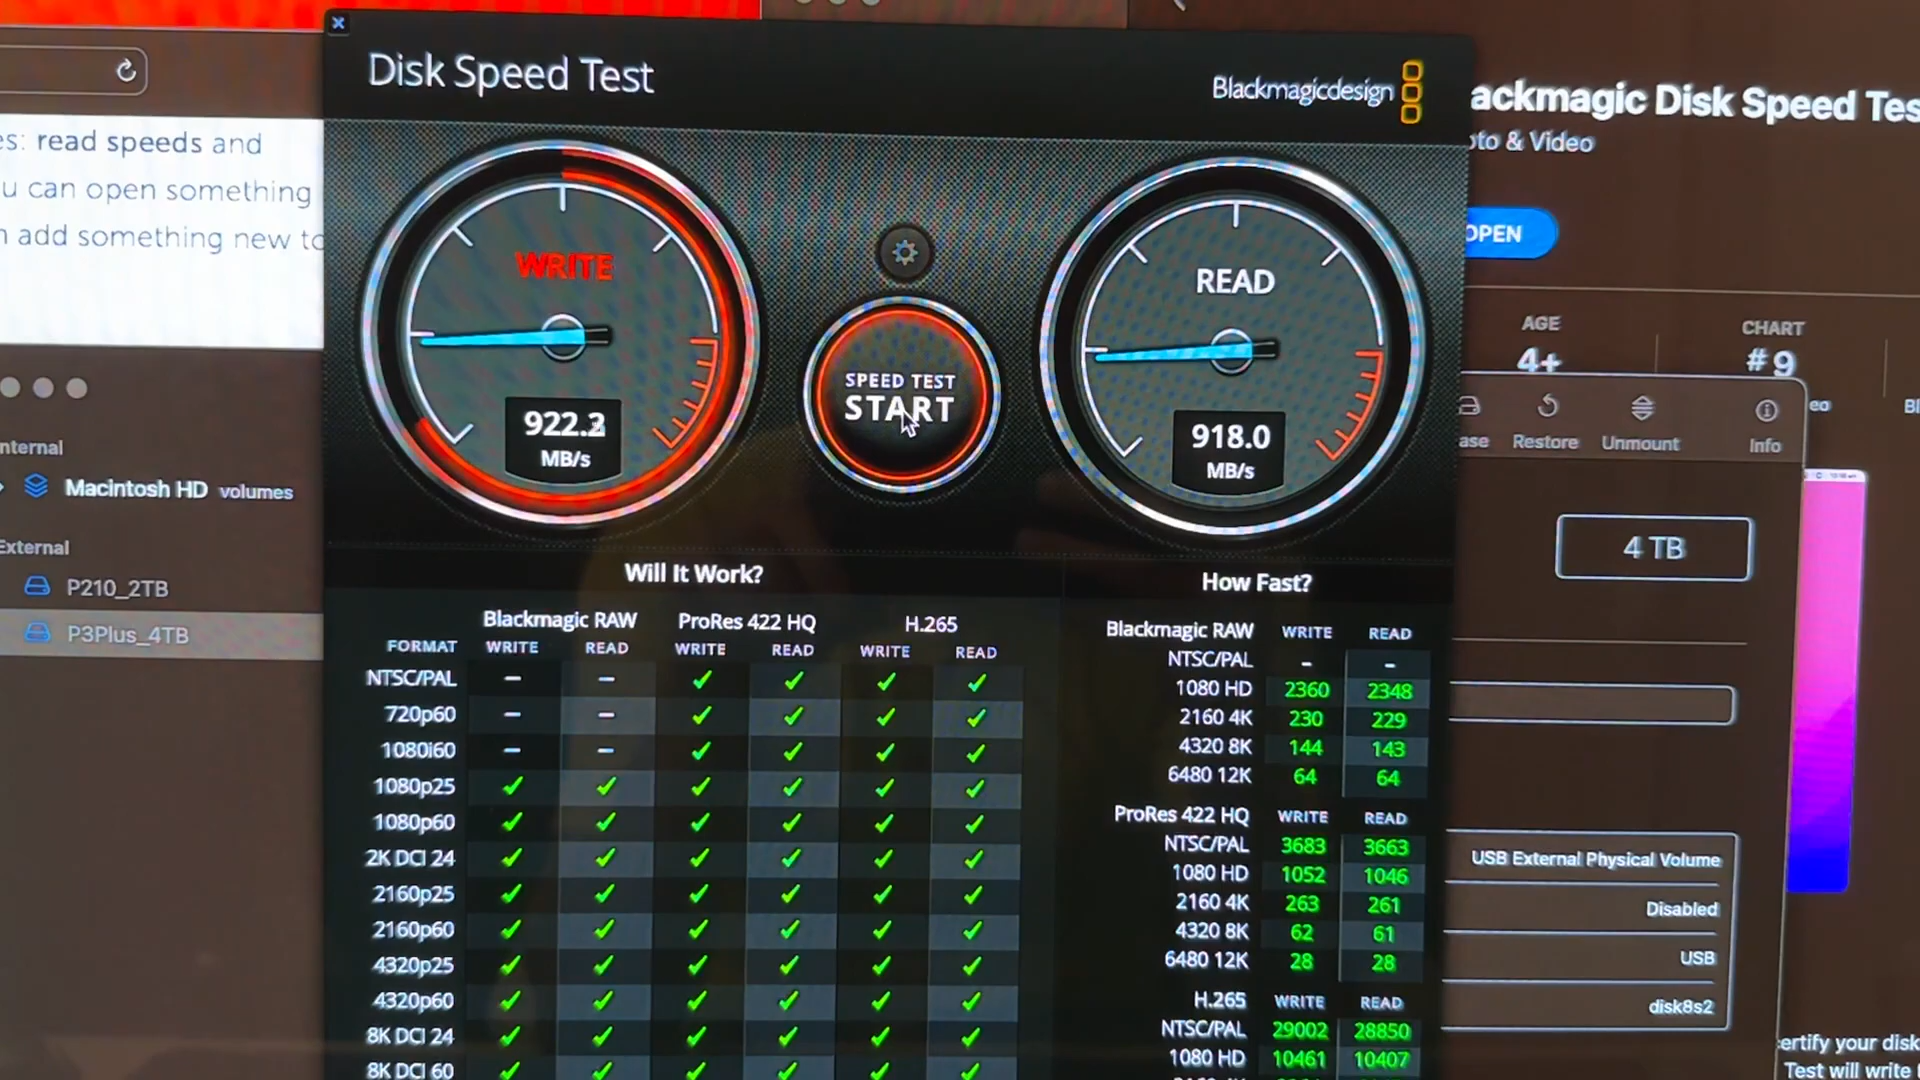 Disk Speed Test
Blackmagicdesign
ackmagic Disk Speed Tes
oto & Video
OPEN
AGE
4+
CHART
#9
es: read speeds and
u can open something
n add something new to
WRITE
MB/s
SPEED TEST
START
READ
918.0
MB/s
nternal
Macintosh HD volumes
External
P210_2TB
P3Plus_4TB
ase Restore Unmount Info
4 TB
USB External Physical Volume
Disabled
USB
disk8s2
ertify your disk
Test will write
Will It Work?
Blackmagic RAW ProRes 422 HQ H.265
FORMAT WRITE READ WRITE READ WRITE READ
NTSC/PAL – – ✓ ✓ ✓ ✓
720p60 – – ✓ ✓ ✓ ✓
1080i60 – – ✓ ✓ ✓ ✓
1080p25 ✓ ✓ ✓ ✓ ✓ ✓
1080p60 ✓ ✓ ✓ ✓ ✓ ✓
2K DCI 24 ✓ ✓ ✓ ✓ ✓ ✓
2160p25 ✓ ✓ ✓ ✓ ✓ ✓
2160p60 ✓ ✓ ✓ ✓ ✓ ✓
4320p25 ✓ ✓ ✓ ✓ ✓ ✓
4320p60 ✓ ✓ ✓ ✓ ✓ ✓
8K DCI 24 ✓ ✓ ✓ ✓ ✓ ✓
8K DCI 60 ✓ ✓ ✓ ✓ ✓ ✓
How Fast?
Blackmagic RAW WRITE READ
NTSC/PAL – –
1080 HD 2360 2348
2160 4K 230 229
4320 8K 144 143
6480 12K 64 64
ProRes 422 HQ WRITE READ
NTSC/PAL 3683 3663
1080 HD 1052 1046
2160 4K 263 261
4320 8K 62 61
6480 12K 28 28
H.265 WRITE READ
NTSC/PAL 29002 28850
1080 HD 10461 10407